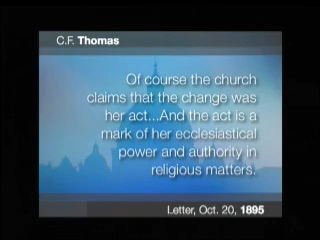 C.F. Thomas
Of course the church
claims that the change was
her act...And the act is a
mark of her ecclesiastical
power and authority in
religious matters.
Letter, Oct. 20, 1895